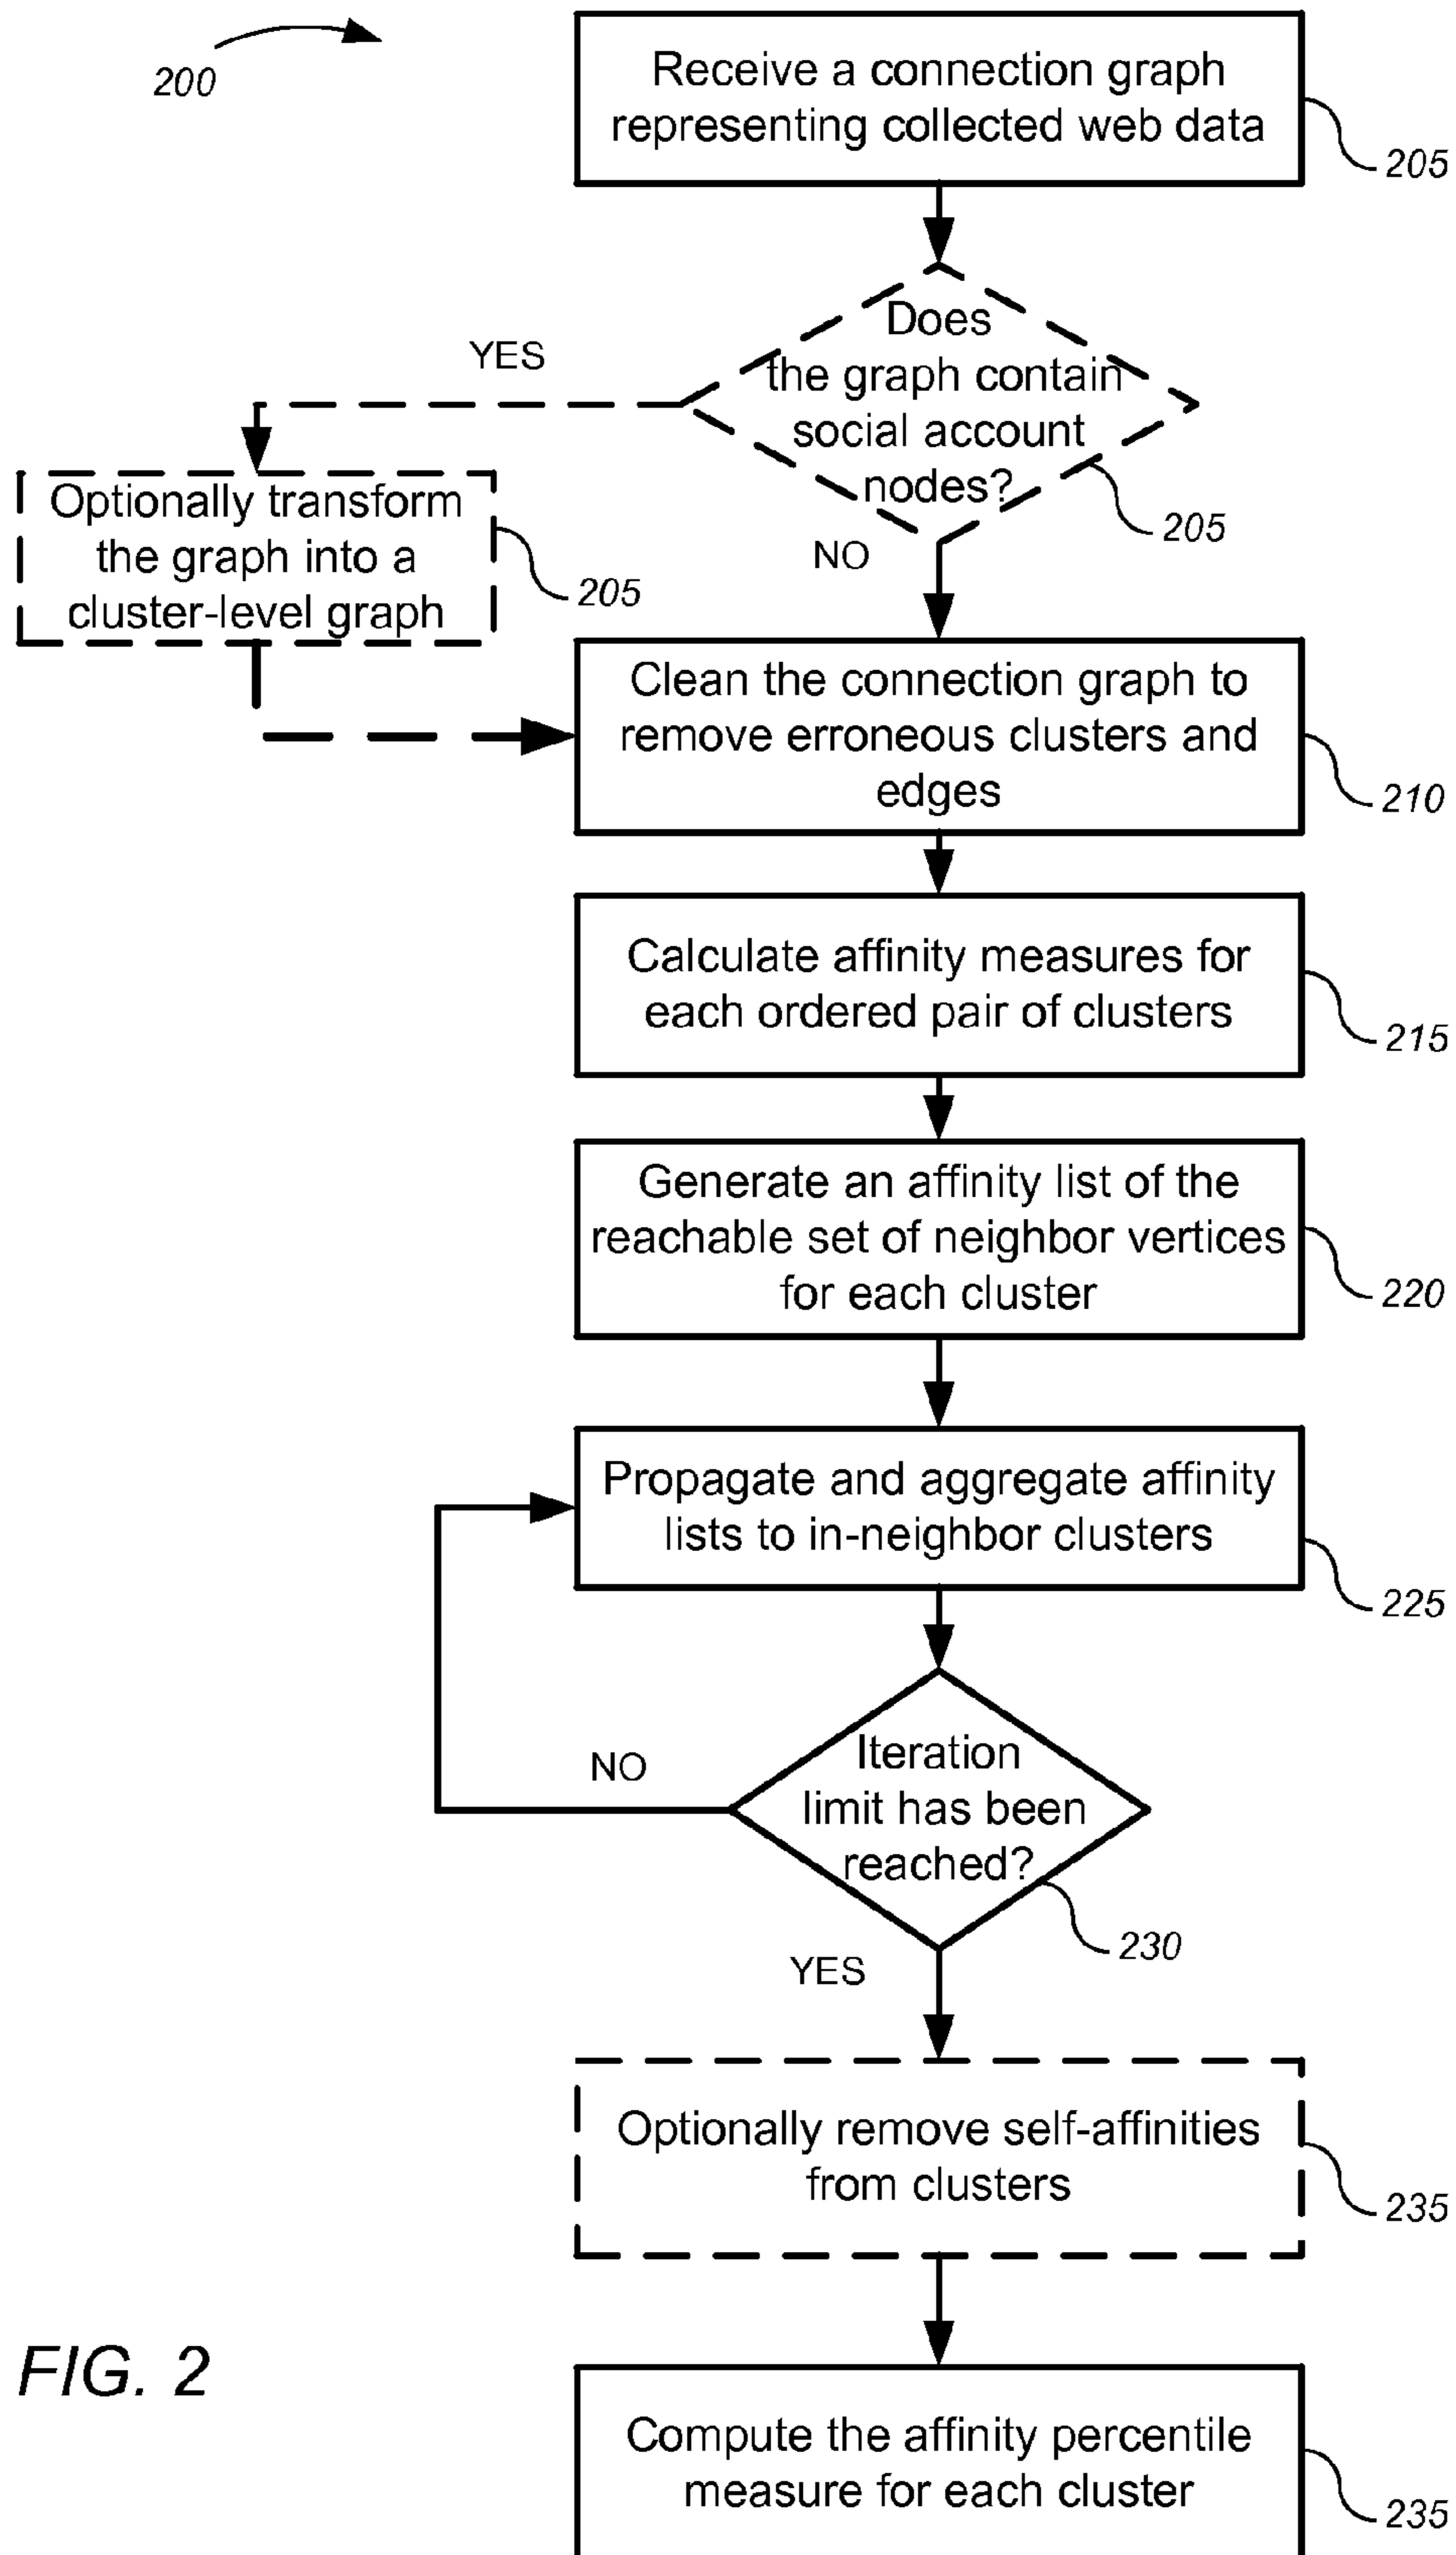 200
Receive a connection graph
representing collected web data
205
Does
the graph contain
social account
nodes?
205
YES
NO
Optionally transform
the graph into a
cluster-level graph
205
Clean the connection graph to
remove erroneous clusters and
edges
210
Calculate affinity measures for
each ordered pair of clusters
215
Generate an affinity list of the
reachable set of neighbor vertices
for each cluster
220
Propagate and aggregate affinity
lists to in-neighbor clusters
225
Iteration
limit has been
reached?
230
NO
YES
Optionally remove self-affinities
from clusters
235
Compute the affinity percentile
measure for each cluster
235
FIG. 2